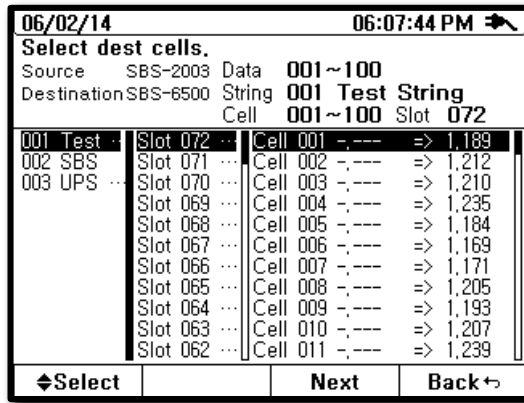 06/02/14 06:07:44 PM
Select dest cells.
Source SBS-2003 Data 001~100
Destination SBS-6500 String 001 Test String
Cell 001~100 Slot 072
001 Test ·· Slot 072 ··· Cell 001 -.--- => 1,189
002 SBS Slot 071 ··· Cell 002 -.--- => 1,212
003 UPS ·· Slot 070 ··· Cell 003 -.--- => 1,210
Slot 069 ··· Cell 004 -.--- => 1,235
Slot 068 ··· Cell 005 -.--- => 1,184
Slot 067 ··· Cell 006 -.--- => 1,169
Slot 066 ··· Cell 007 -.--- => 1,171
Slot 065 ··· Cell 008 -.--- => 1,205
Slot 064 ··· Cell 009 -.--- => 1,193
Slot 063 ··· Cell 010 -.--- => 1,207
Slot 062 ··· Cell 011 -.--- => 1,239
Select Next Back